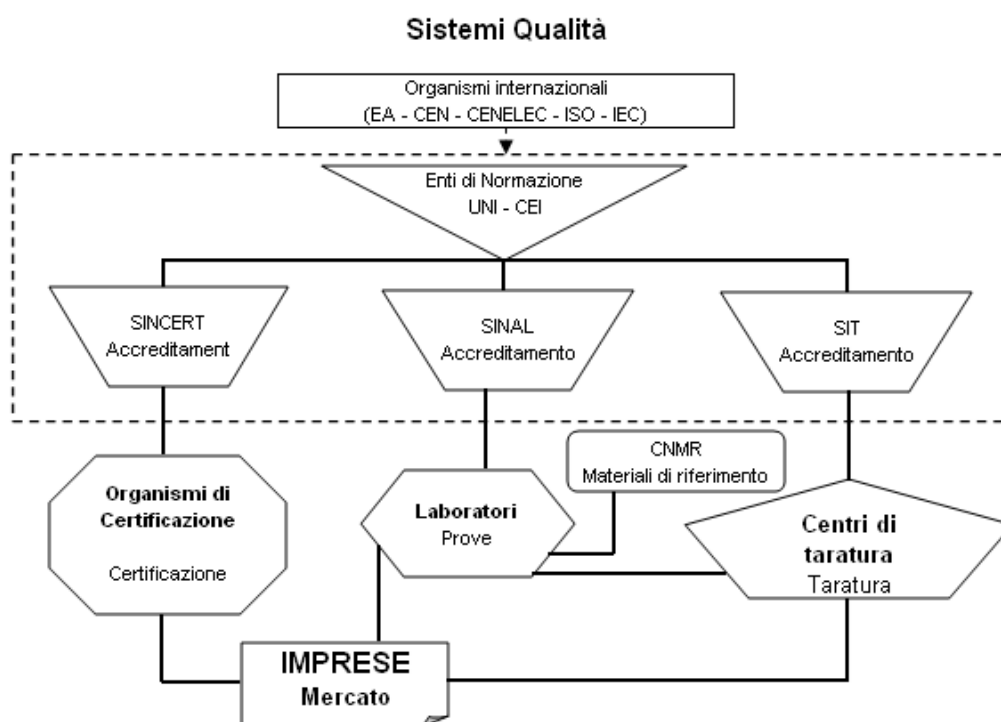 Sistemi Qualità
Organismi internazionali
(EA - CEN - CENELEC - ISO - IEC)
Enti di Normazione
UNI - CEI
SINCERT
Accreditament
SINAL
Accreditamento
SIT
Accreditamento
CNMR
Materiali di riferimento
Organismi di
Certificazione
Certificazione
Laboratori
Prove
Centri di
taratura
Taratura
IMPRESE
Mercato